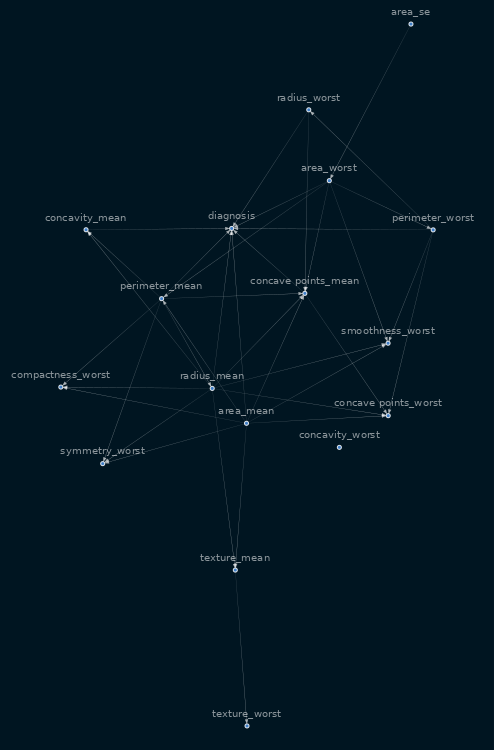 area_se
radius_worst
area_worst
concavity_mean
diagnosis
perimeter_worst
perimeter_mean
concave points_mean
smoothness_worst
compactness_worst
radius_mean
concave points_worst
area_mean
concavity_worst
symmetry_worst
texture_mean
texture_worst